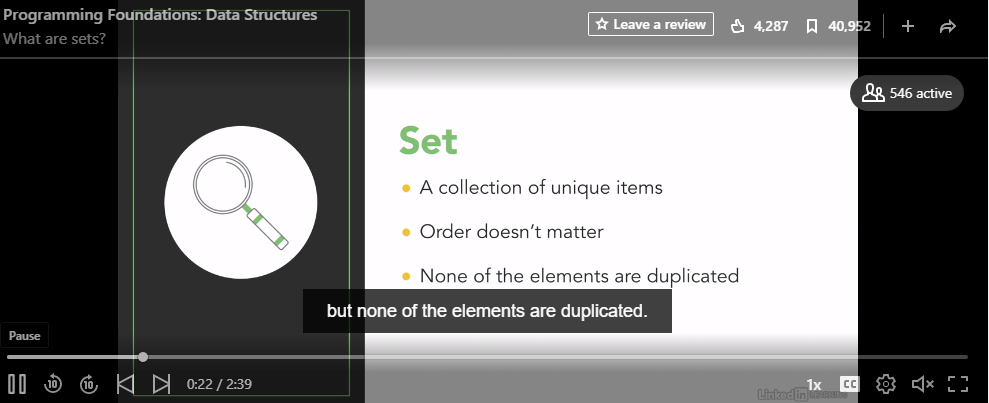 Programming Foundations: Data Structures
What are sets?
Leave a review
4,287
40,952
546 active
Set
A collection of unique items
Order doesn't matter
None of the elements are duplicated
but none of the elements are duplicated.
Pause
10
10
0:22 / 2:39
1x
CC
LinkedIn